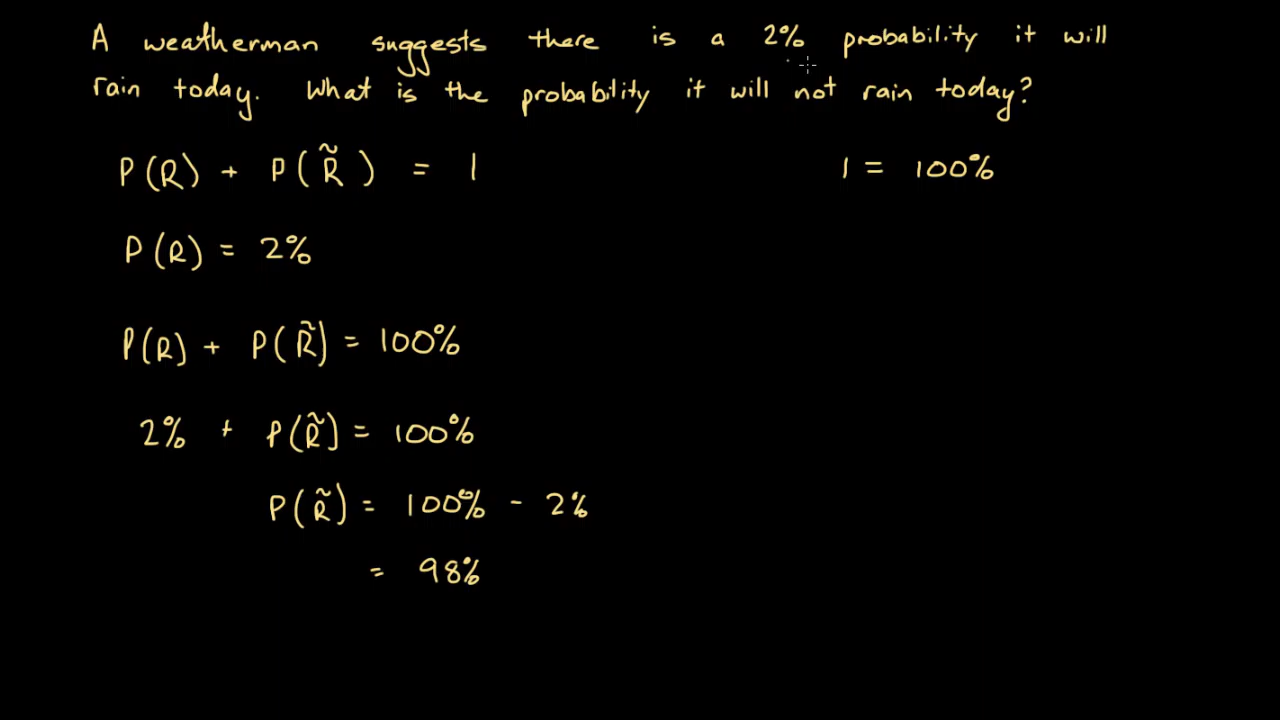 A weatherman suggests there is a 2% probability it will
rain today. What is the probability it will not rain today?
P(R) + P(R̃) = 1
1 = 100%
P(R) = 2%
P(R) + P(R̃) = 100%
2% + P(R̃) = 100%
P(R̃) = 100% - 2%
= 98%